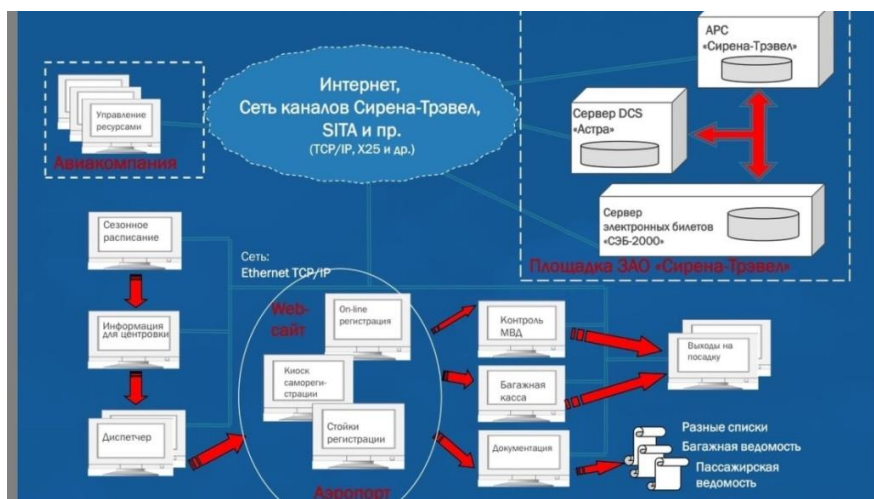 Управление
ресурсами
Авиакомпания
Интернет,
Сеть каналов Сирена-Трэвел,
SITA и пр.
(TCP/IP, X25 и др.)
АРС
«Сирена-Трэвел»
Сервер DCS
«Астра»
Сервер
электронных билетов
«СЭБ-2000»
Площадка ЗАО «Сирена-Трэвел»
Сезонное
расписание
Информация
для центровки
Диспетчер
Сеть:
Ethernet TCP/IP
Web-
сайт
On-line
регистрация
Киоск
самореги-
страции
Стойки
регистрации
Аэропорт
Контроль
МВД
Багажная
касса
Документация
Выходы на
посадку
Разные списки
Багажная ведомость
Пассажирская
ведомость